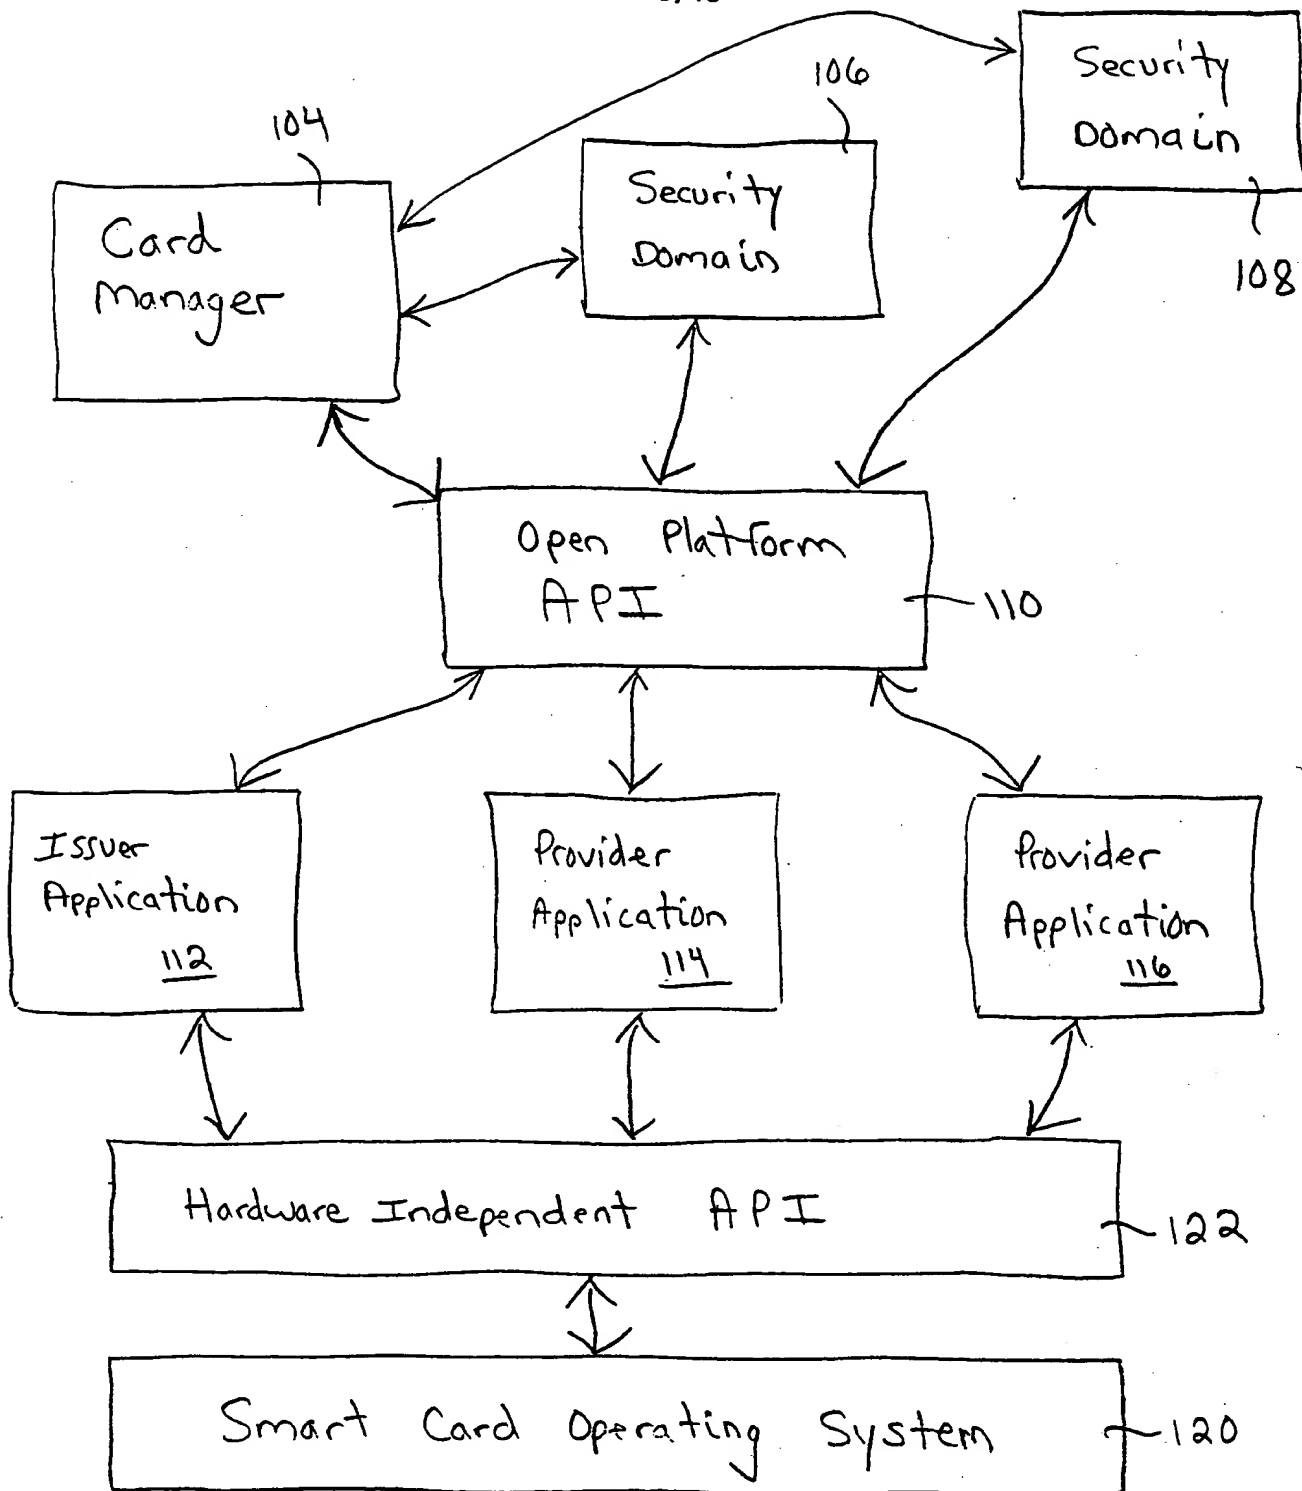 Security
Domain
106
104
Security
Domain
Card
Manager
108
Open Platform
API
110
Issuer
Application
112
Provider
Application
114
Provider
Application
116
Hardware Independent API
122
Smart Card Operating System
120